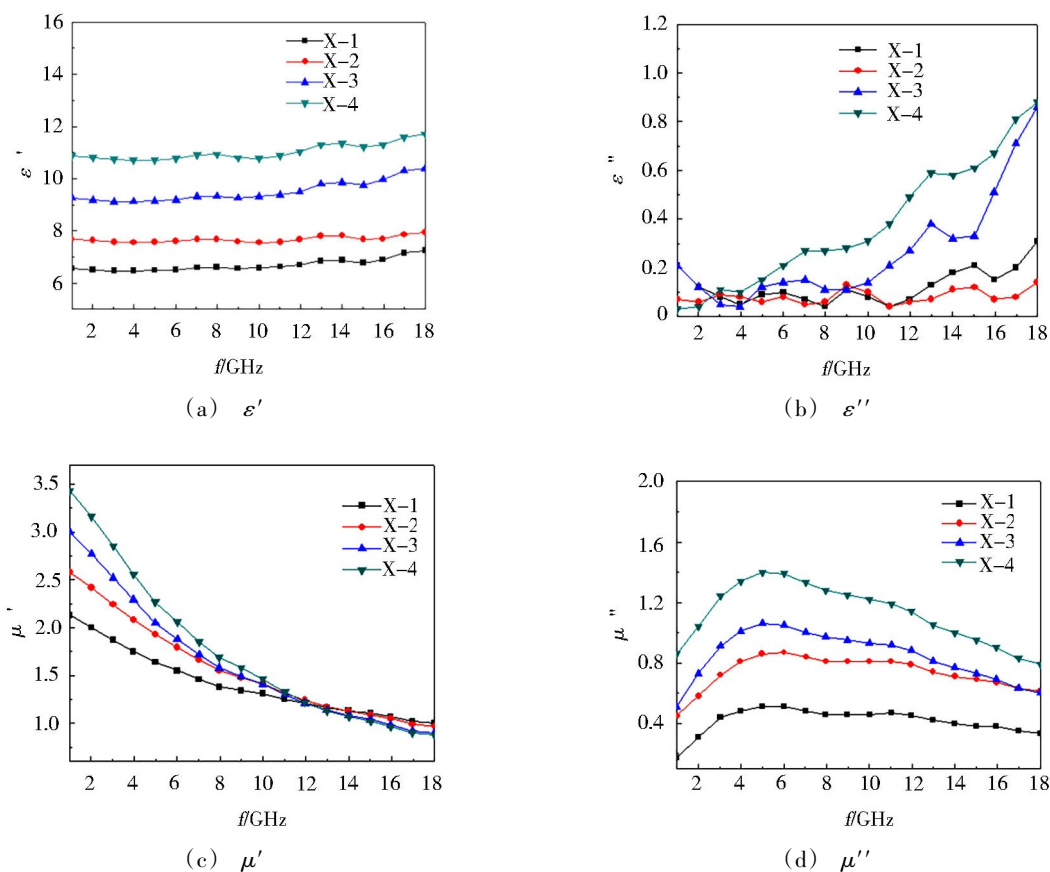 16
14
12
10
8
6
ε ′
X-1
X-2
X-3
X-4
2 4 6 8 10 12 14 16 18
f/GHz
(a) ε′
1.2
1.0
0.8
0.6
0.4
0.2
0
ε ″
X-1
X-2
X-3
X-4
2 4 6 8 10 12 14 16 18
f/GHz
(b) ε′′
3.5
3.0
2.5
2.0
1.5
1.0
μ ′
X-1
X-2
X-3
X-4
2 4 6 8 10 12 14 16 18
f/GHz
(c) μ′
2.0
1.6
1.2
0.8
0.4
μ ″
X-1
X-2
X-3
X-4
2 4 6 8 10 12 14 16 18
f/GHz
(d) μ′′